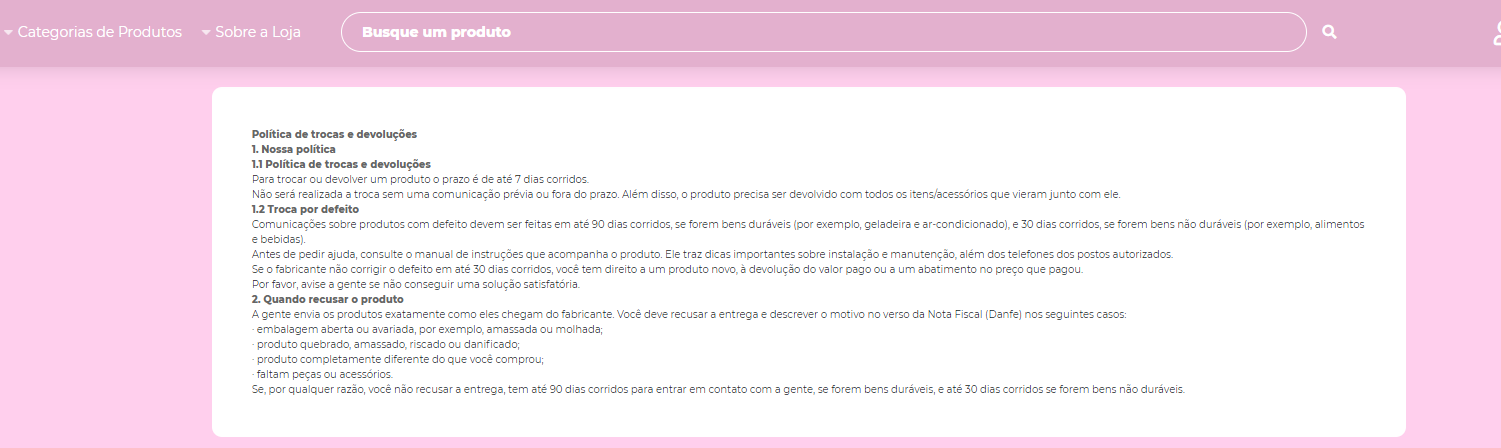 Categorias de Produtos
Sobre a Loja
Busque um produto
Política de trocas e devoluções
1. Nossa política
1.1 Política de trocas e devoluções
Para trocar ou devolver um produto o prazo é de até 7 dias corridos.
Não será realizada a troca sem uma comunicação prévia ou fora do prazo. Além disso, o produto precisa ser devolvido com todos os itens/acessórios que vieram junto com ele.
1.2 Troca por defeito
Comunicações sobre produtos com defeito devem ser feitas em até 90 dias corridos, se forem bens duráveis (por exemplo, geladeira e ar-condicionado), e 30 dias corridos, se forem bens não duráveis (por exemplo, alimentos
e bebidas).
Antes de pedir ajuda, consulte o manual de instruções que acompanha o produto. Ele traz dicas importantes sobre instalação e manutenção, além dos telefones dos postos autorizados.
Se o fabricante não corrigir o defeito em até 30 dias corridos, você tem direito a um produto novo, à devolução do valor pago ou a um abatimento no preço que pagou.
Por favor, avise a gente se não conseguir uma solução satisfatória.
2. Quando recusar o produto
A gente envia os produtos exatamente como eles chegam do fabricante. Você deve recusar a entrega e descrever o motivo no verso da Nota Fiscal (Danfe) nos seguintes casos:
· embalagem aberta ou avariada, por exemplo, amassada ou molhada;
· produto quebrado, amassado, riscado ou danificado;
· produto completamente diferente do que você comprou;
· faltam peças ou acessórios.
Se, por qualquer razão, você não recusar a entrega, tem até 90 dias corridos para entrar em contato com a gente, se forem bens duráveis, e até 30 dias corridos se forem bens não duráveis.